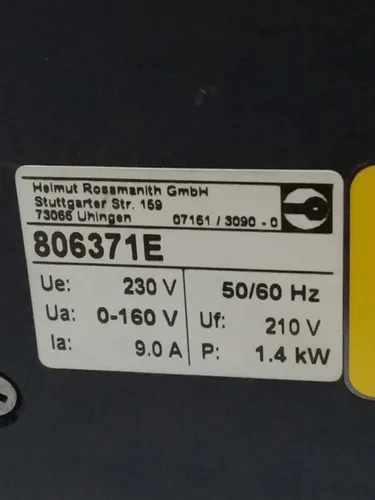 Helmut Rossmanith GmbH
Stuttgarter Str. 159
73066 Uhingen 07161 / 3090 - 0
806371E
Ue: 230 V 50/60 Hz
Ua: 0-160 V Uf: 210 V
Ia: 9.0 A P: 1.4 kW